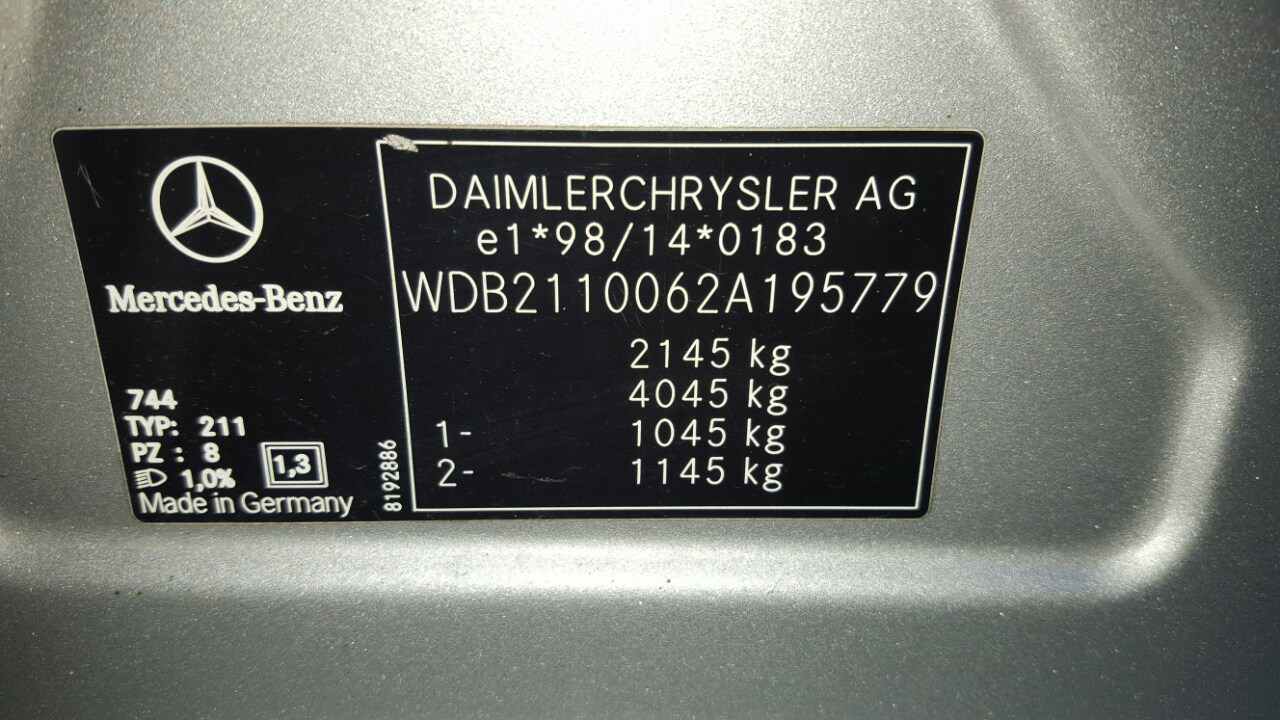 Mercedes-Benz
744
TYP: 211
PZ : 8
1,0%
1,3
Made in Germany
8192886
DAIMLERCHRYSLER AG
e1*98/14*0183
WDB2110062A195779
2145 kg
4045 kg
1- 1045 kg
2- 1145 kg